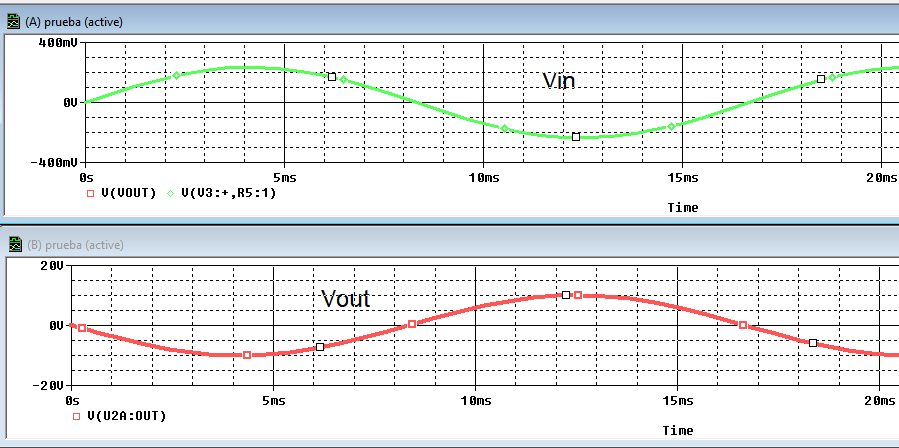 (A) prueba (active)
400mV
Vin
0V
-400mV
0s 5ms 10ms 15ms 20ms
V(VOUT) V(V3:+,R5:1)
Time
(B) prueba (active)
20V
Vout
0V
-20V
0s 5ms 10ms 15ms 20ms
V(U2A:OUT)
Time